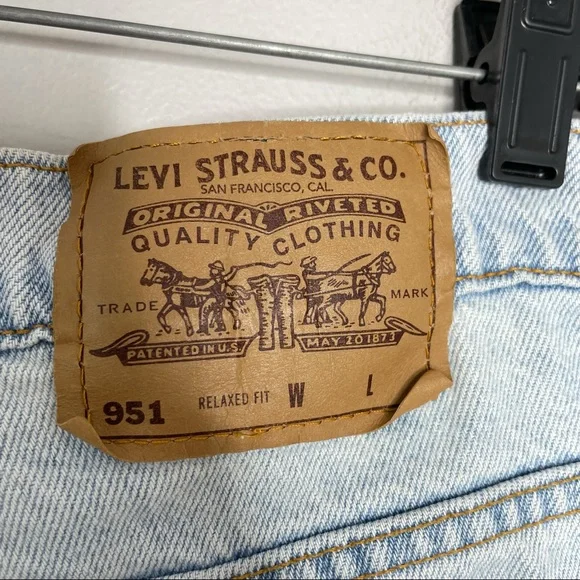 LEVI STRAUSS & CO.
SAN FRANCISCO, CAL.
ORIGINAL RIVETED
QUALITY CLOTHING
TRADE MARK
PATENTED IN U.S. MAY 20 1873
951 RELAXED FIT W L